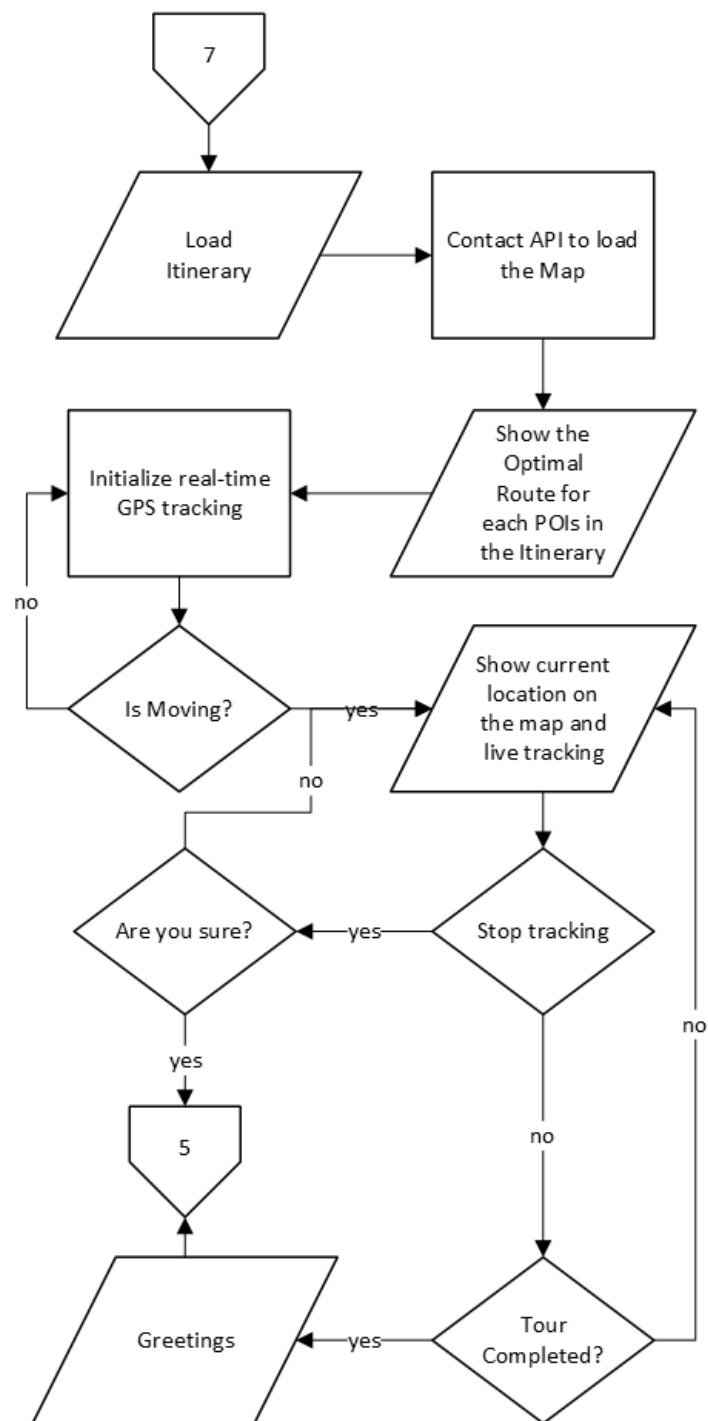 7
Load
Itinerary
Contact API to load
the Map
Show the
Optimal
Route for
each POIs in
the Itinerary
Initialize real-time
GPS tracking
no
Is Moving?
yes
Show current
location on
the map and
live tracking
no
Are you sure?
yes
Stop tracking
no
yes
5
no
Greetings
yes
Tour
Completed?